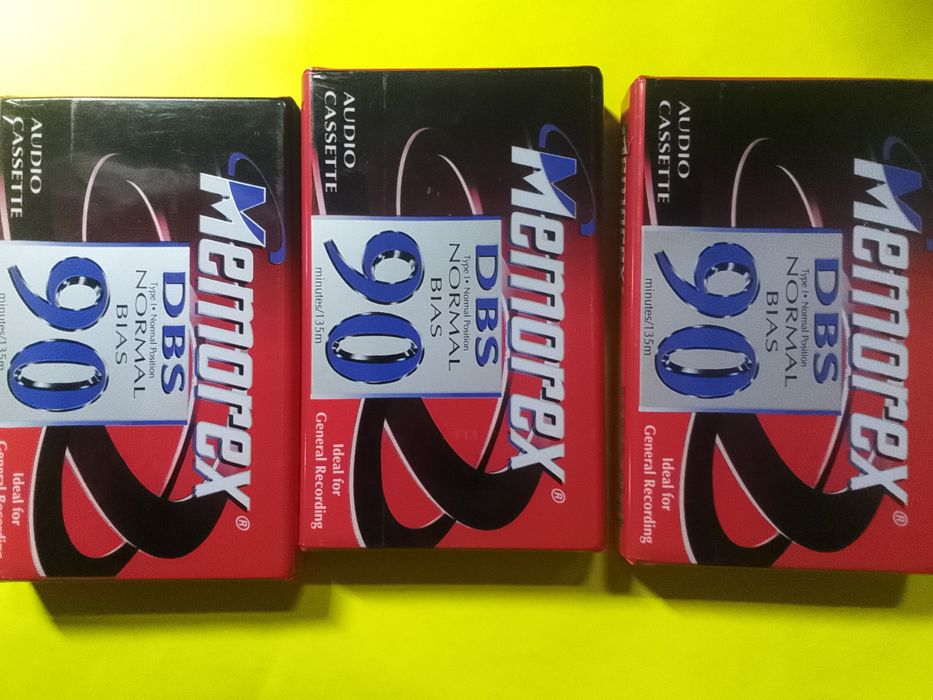 AUDIO
CASSETTE
Memorex®
DBS
Type I • Normal Position
NORMAL
BIAS
90
minutes/135m
Ideal for
General Recording
AUDIO
CASSETTE
Memorex®
DBS
Type I • Normal Position
NORMAL
BIAS
90
minutes/135m
Ideal for
General Recording
AUDIO
CASSETTE
Memorex®
DBS
Type I • Normal Position
NORMAL
BIAS
90
minutes/135m
Ideal for
General Recording